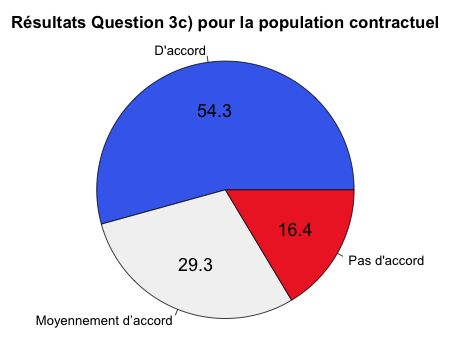 Résultats Question 3c) pour la population contractuel
D'accord
54.3
16.4
Pas d'accord
29.3
Moyennement d’accord